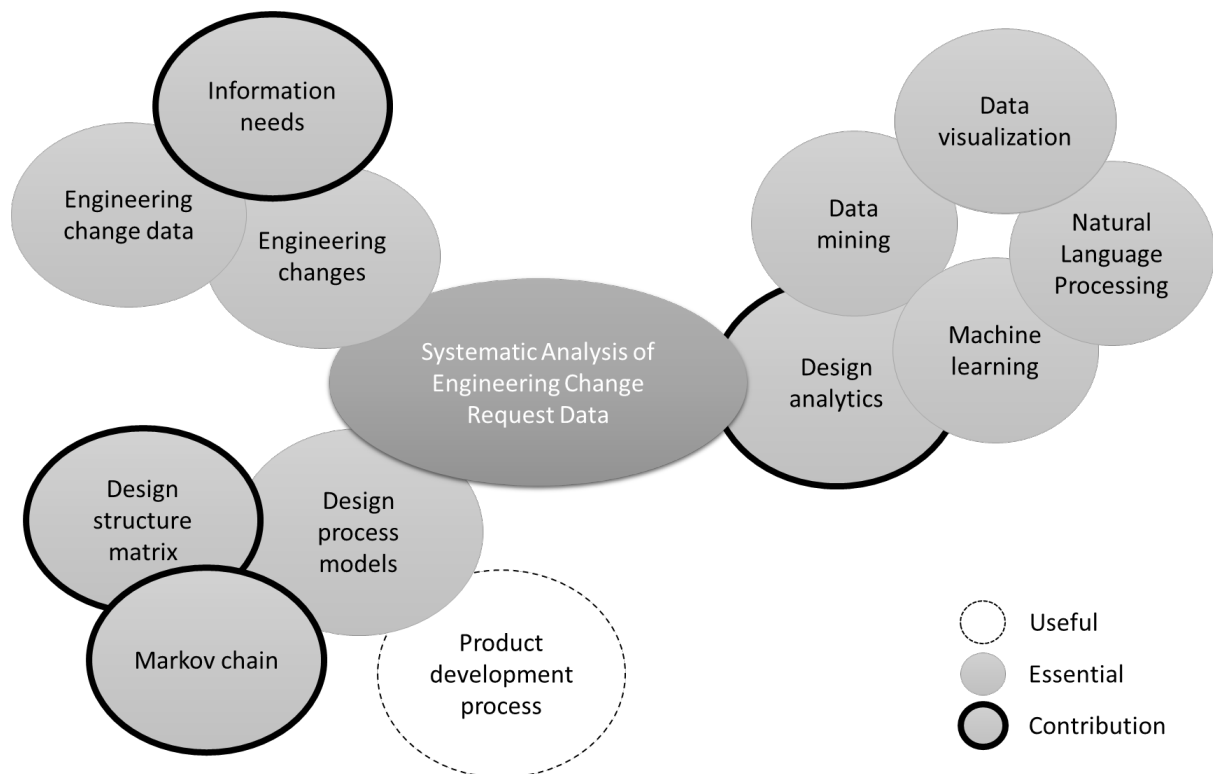 Information
needs
Engineering
change data
Engineering
changes
Data
visualization
Data
mining
Natural
Language
Processing
Machine
learning
Design
analytics
Systematic Analysis of
Engineering Change
Request Data
Design
structure
matrix
Design
process
models
Markov chain
Product
development
process
Useful
Essential
Contribution